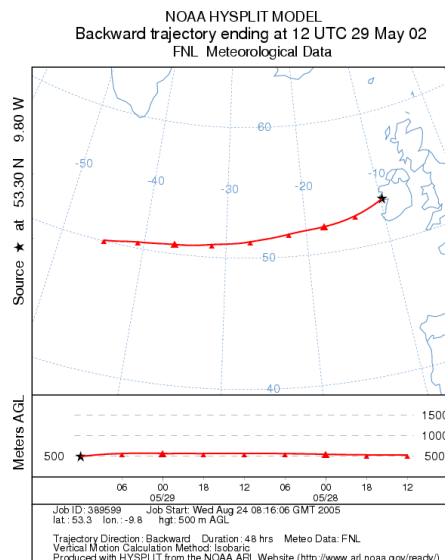 NOAA HYSPLIT MODEL
Backward trajectory ending at 12 UTC 29 May 02
FNL Meteorological Data
Source ★ at 53.30 N 9.80 W
60
-50
-40
-30
-20
-10
50
40
Meters AGL
1500
1000
500
500
06 00 18 12 06 00 18 12
05/29 05/28
Job ID: 389599 Job Start: Wed Aug 24 08:16:06 GMT 2005
lat.: 53.3 lon.: -9.8 hgt: 500 m AGL
Trajectory Direction: Backward Duration: 48 hrs Meteo Data: FNL
Vertical Motion Calculation Method: Isobaric
Produced with HYSPLIT from the NOAA ARL Website (http://www.arl.noaa.gov/ready/)